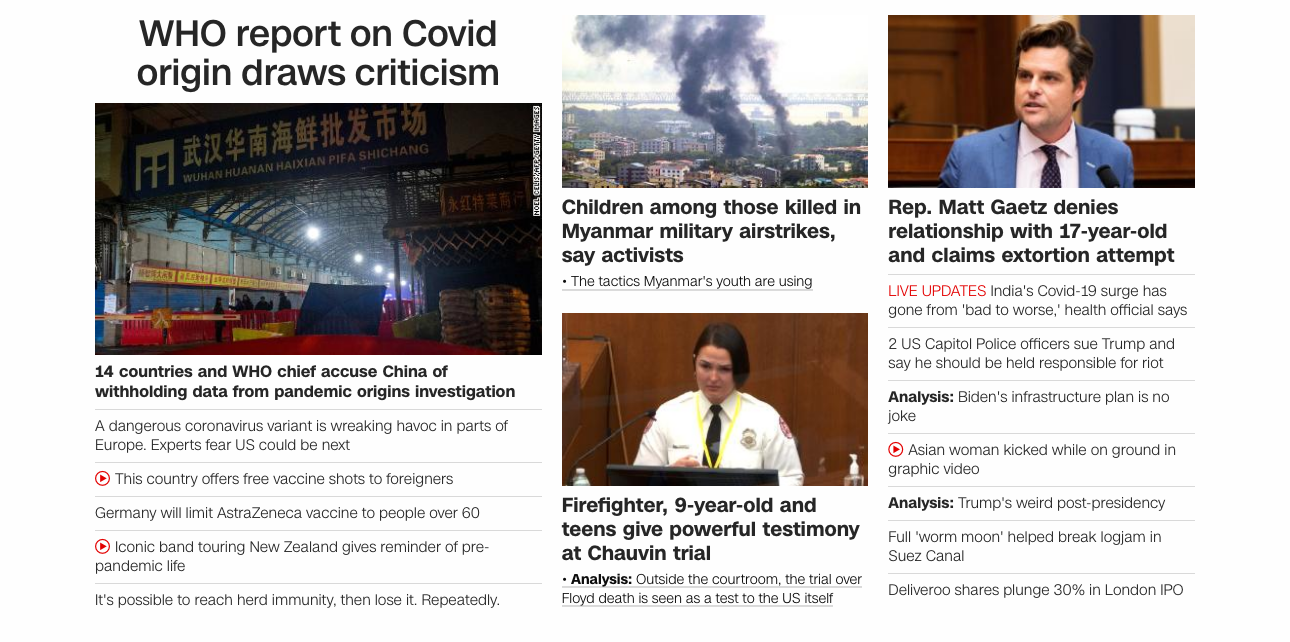 WHO report on Covid
origin draws criticism
武汉华南海鲜批发市场
WUHAN HUANAN HAIXIAN PIFA SHICHANG
NOEL CELIS/AFP/GETTY IMAGES
14 countries and WHO chief accuse China of
withholding data from pandemic origins investigation
A dangerous coronavirus variant is wreaking havoc in parts of
Europe. Experts fear US could be next
This country offers free vaccine shots to foreigners
Germany will limit AstraZeneca vaccine to people over 60
Iconic band touring New Zealand gives reminder of pre-
pandemic life
It's possible to reach herd immunity, then lose it. Repeatedly.
Children among those killed in
Myanmar military airstrikes,
say activists
• The tactics Myanmar's youth are using
Firefighter, 9-year-old and
teens give powerful testimony
at Chauvin trial
• Analysis: Outside the courtroom, the trial over
Floyd death is seen as a test to the US itself
Rep. Matt Gaetz denies
relationship with 17-year-old
and claims extortion attempt
LIVE UPDATES India's Covid-19 surge has
gone from 'bad to worse,' health official says
2 US Capitol Police officers sue Trump and
say he should be held responsible for riot
Analysis: Biden's infrastructure plan is no
joke
Asian woman kicked while on ground in
graphic video
Analysis: Trump's weird post-presidency
Full 'worm moon' helped break logjam in
Suez Canal
Deliveroo shares plunge 30% in London IPO